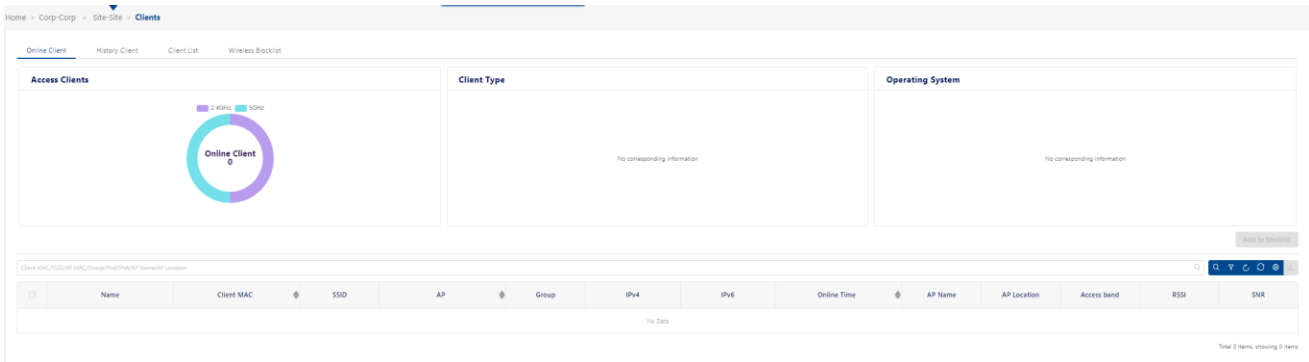 Home > Corp-Corp > Site-Site > Clients
Online Client History Client Client List Wireless Blocklist
Access Clients
2.4GHz 5GHz
Online Client
0
Client Type
No corresponding information
Operating System
No corresponding information
Add to Blocklist
Client MAC/SSID/AP MAC/Group/IPv4/IPv6/AP Name/AP Location
Name Client MAC SSID AP Group IPv4 IPv6 Online Time AP Name AP Location Access band RSSI SNR
No Data
Total 0 items, showing 0 items